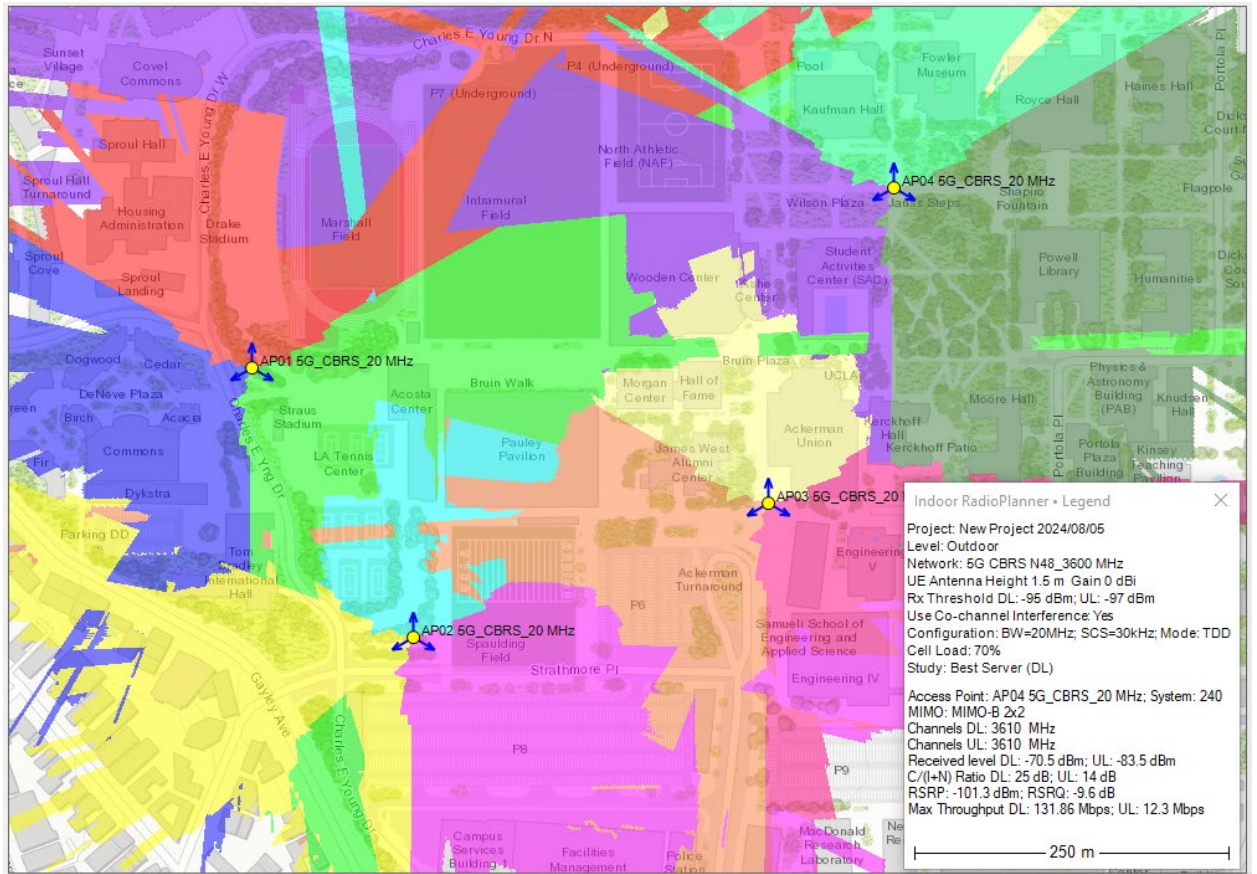 Charles E Young Dr N
Sunset
Village
Covel
Commons
P4 (Underground)
Pool
Fowler
Museum
Portola Pl
P7 (Underground)
Kaufman Hall
Royce Hall
Haines Hall
Charles E Young Dr W
Sproul Hall
North Athletic
Field (NAF)
Sproul Hall
Turnaround
AP04 5G_CBRS_20 MHz
Flagpole
Housing
Administration
Drake
Stadium
Marshall
Field
Intramural
Field
Wilson Plaza
Janss Steps
Shapiro
Fountain
Sproul
Cove
Sproul
Landing
Wooden Center
Student
Activities
Center (SAC)
Powell
Library
Humanities
Ashe
Center
Dogwood
Cedar
AP01 5G_CBRS_20 MHz
Bruin Plaza
DeNeve Plaza
Acosta
Center
Bruin Walk
Morgan
Center
Hall of
Fame
UCLA
Physics &
Astronomy
Building
(PAB)
Birch
Acacia
Straus
Stadium
Moore Hall
Knudsen
Hall
Commons
Fir
Charles E Yng Dr
LA Tennis
Center
Pauley
Pavilion
James West
Alumni
Center
Ackerman
Union
Kerckhoff
Hall
Kerckhoff Patio
Portola Pl
Portola
Plaza
Building
Kinsey
Teaching
Pavilion
Dykstra
AP03 5G_CBRS_20
Parking DD
Tom
Bradley
International
Hall
Ackerman
Turnaround
Engineering
V
P6
AP02 5G_CBRS_20 MHz
Spaulding
Field
Samueli School of
Engineering and
Applied Science
Strathmore Pl
Engineering IV
Gayley Ave
Charles E Young Dr
P8
P9
Campus
Services
Building 1
Facilities
Management
Police
Station
MacDonald
Research
Laboratory
Indoor RadioPlanner • Legend
Project: New Project 2024/08/05
Level: Outdoor
Network: 5G CBRS N48_3600 MHz
UE Antenna Height 1.5 m Gain 0 dBi
Rx Threshold DL: -95 dBm; UL: -97 dBm
Use Co-channel Interference: Yes
Configuration: BW=20MHz; SCS=30kHz; Mode: TDD
Cell Load: 70%
Study: Best Server (DL)
Access Point: AP04 5G_CBRS_20 MHz; System: 240
MIMO: MIMO-B 2x2
Channels DL: 3610 MHz
Channels UL: 3610 MHz
Received level DL: -70.5 dBm; UL: -83.5 dBm
C/(I+N) Ratio DL: 25 dB; UL: 14 dB
RSRP: -101.3 dBm; RSRQ: -9.6 dB
Max Throughput DL: 131.86 Mbps; UL: 12.3 Mbps
250 m